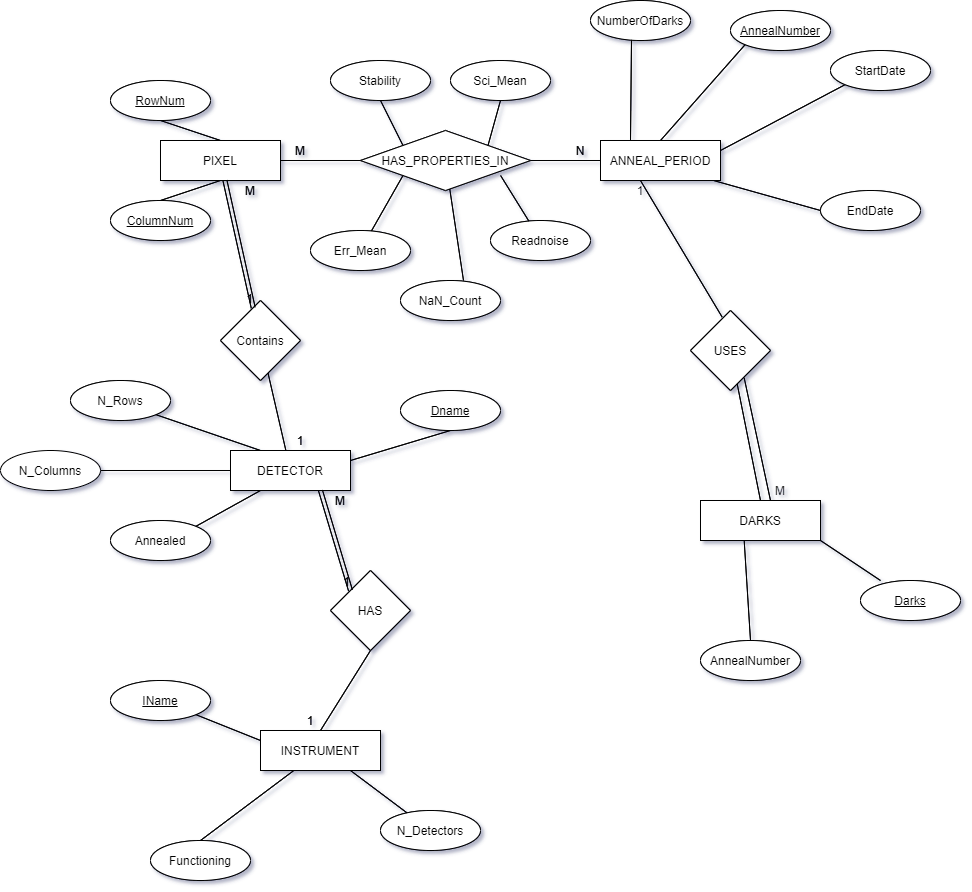 NumberOfDarks
AnnealNumber
Stability
Sci_Mean
StartDate
RowNum
M
N
PIXEL
HAS_PROPERTIES_IN
ANNEAL_PERIOD
M
1
ColumnNum
EndDate
Err_Mean
Readnoise
NaN_Count
Contains
USES
N_Rows
Dname
1
N_Columns
DETECTOR
M
M
DARKS
Annealed
HAS
Darks
AnnealNumber
IName
1
INSTRUMENT
N_Detectors
Functioning